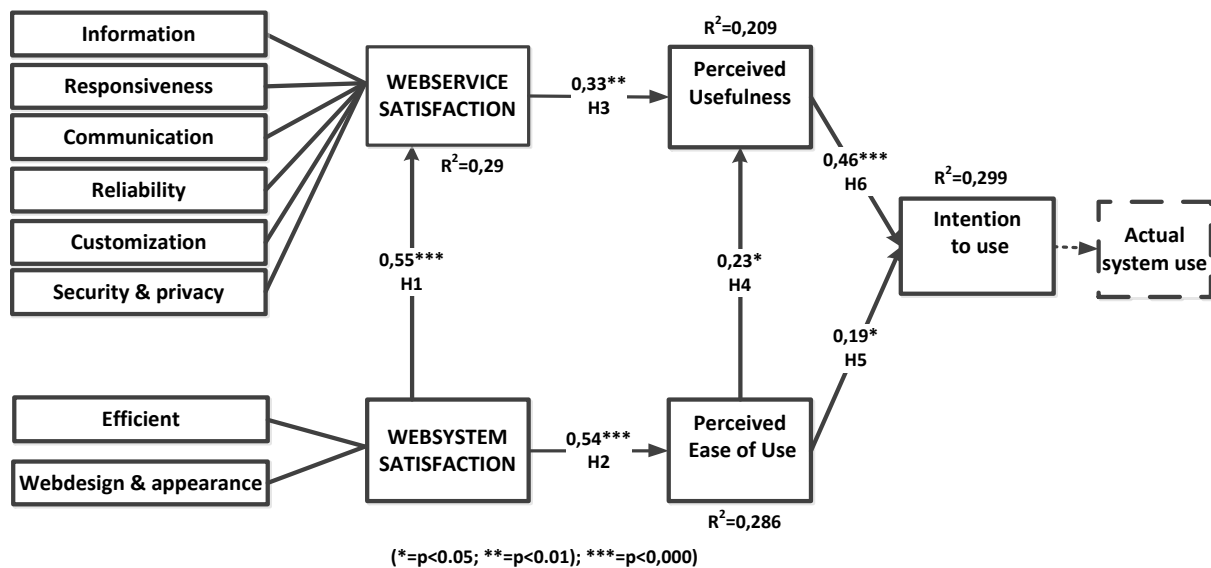 Information
Responsiveness
Communication
Reliability
Customization
Security & privacy
Efficient
Webdesign & appearance
WEBSERVICE
SATISFACTION
R²=0,29
0,55***
H1
WEBSYSTEM
SATISFACTION
0,33**
H3
0,54***
H2
R²=0,209
Perceived
Usefulness
0,23*
H4
Perceived
Ease of Use
R²=0,286
0,46***
H6
0,19*
H5
R²=0,299
Intention
to use
Actual
system use
(*=p<0.05; **=p<0.01); ***=p<0,000)